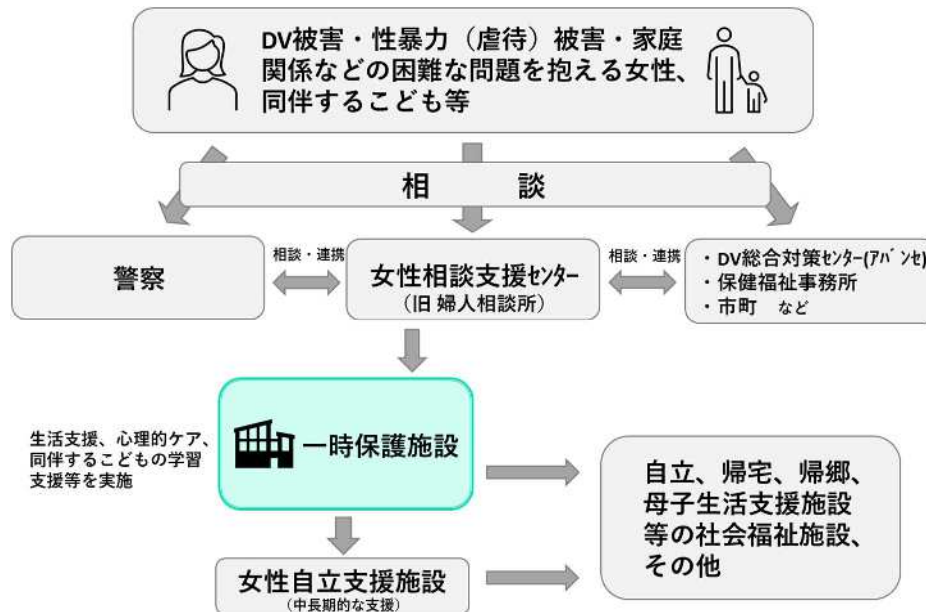 DV被害・性暴力（虐待）被害・家庭
関係などの困難な問題を抱える女性、
同伴するこども等
相　　談
警察
相談・連携
女性相談支援センター
（旧 婦人相談所）
相談・連携
・DV総合対策センター(アバンセ)
・保健福祉事務所
・市町　など
生活支援、心理的ケア、
同伴するこどもの学習
支援等を実施
一時保護施設
自立、帰宅、帰郷、
母子生活支援施設
等の社会福祉施設、
その他
女性自立支援施設
（中長期的な支援）